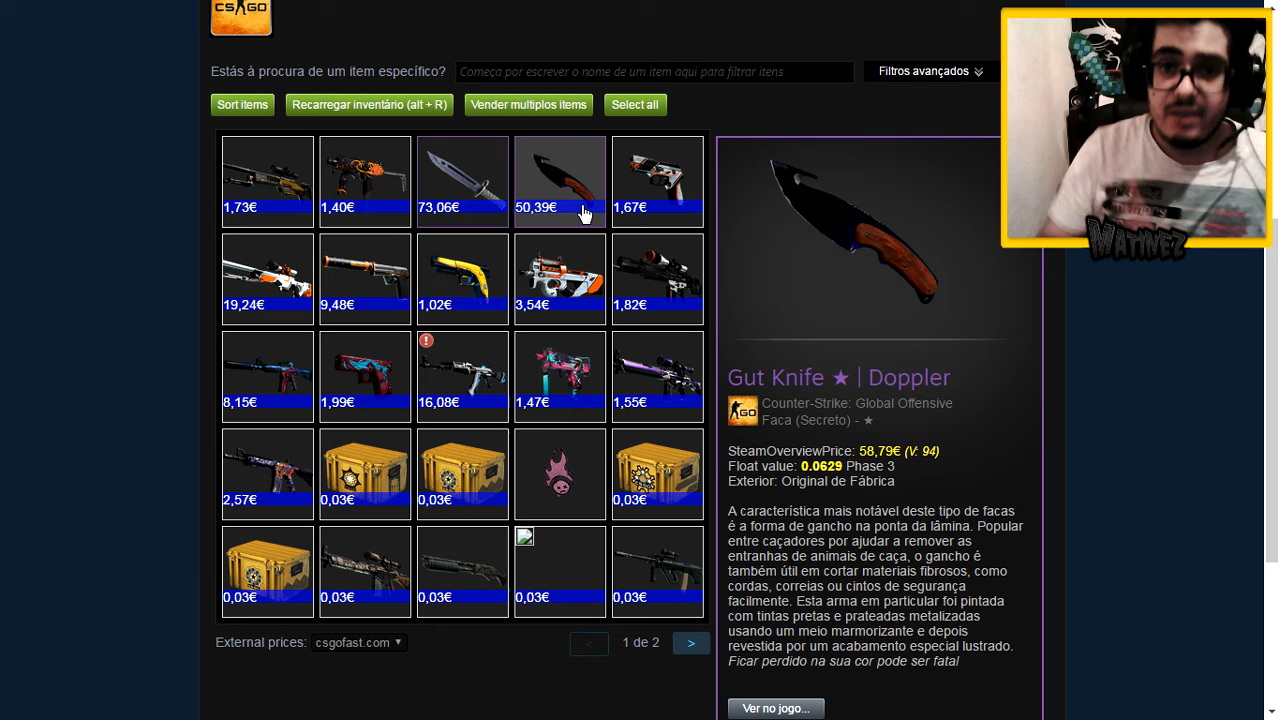 CS GO
Estás à procura de um item específico?
Começa por escrever o nome de um item aqui para filtrar itens
Filtros avançados
Sort items
Recarregar inventário (alt + R)
Vender multiplos items
Select all
1,73€
1,40€
73,06€
50,39€
1,67€
19,24€
9,48€
1,02€
3,54€
1,82€
8,15€
1,99€
16,08€
1,47€
1,55€
2,57€
0,03€
0,03€
0,03€
0,03€
0,03€
0,03€
0,03€
0,03€
External prices:
csgofast.com
<
1 de 2
>
Gut Knife ★ | Doppler
GO
Counter-Strike: Global Offensive
Faca (Secreto) - ★
SteamOverviewPrice: 58,79€ (V: 94)
Float value: 0.0629 Phase 3
Exterior: Original de Fábrica
A característica mais notável deste tipo de facas
é a forma de gancho na ponta da lâmina. Popular
entre caçadores por ajudar a remover as
entranhas de animais de caça, o gancho é
também útil em cortar materiais fibrosos, como
cordas, correias ou cintos de segurança
facilmente. Esta arma em particular foi pintada
com tintas pretas e prateadas metalizadas
usando um meio marmorizante e depois
revestida por um acabamento especial lustrado.
Ficar perdido na sua cor pode ser fatal
Ver no jogo...
MATINEZ